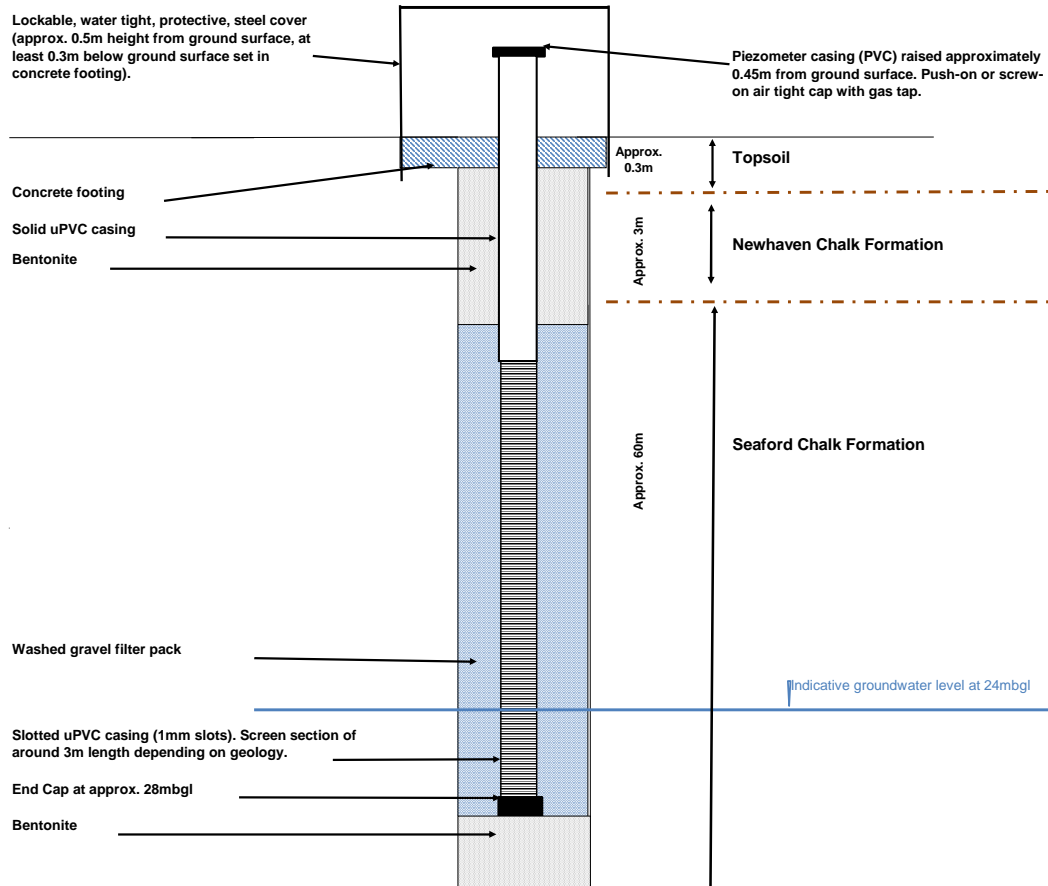 Lockable, water tight, protective, steel cover
(approx. 0.5m height from ground surface, at
least 0.3m below ground surface set in
concrete footing).
Piezometer casing (PVC) raised approximately
0.45m from ground surface. Push-on or screw-
on air tight cap with gas tap.
Approx.
0.3m
Topsoil
Concrete footing
Solid uPVC casing
Bentonite
Approx. 3m
Newhaven Chalk Formation
Approx. 60m
Seaford Chalk Formation
Washed gravel filter pack
Indicative groundwater level at 24mbgl
Slotted uPVC casing (1mm slots). Screen section of
around 3m length depending on geology.
End Cap at approx. 28mbgl
Bentonite